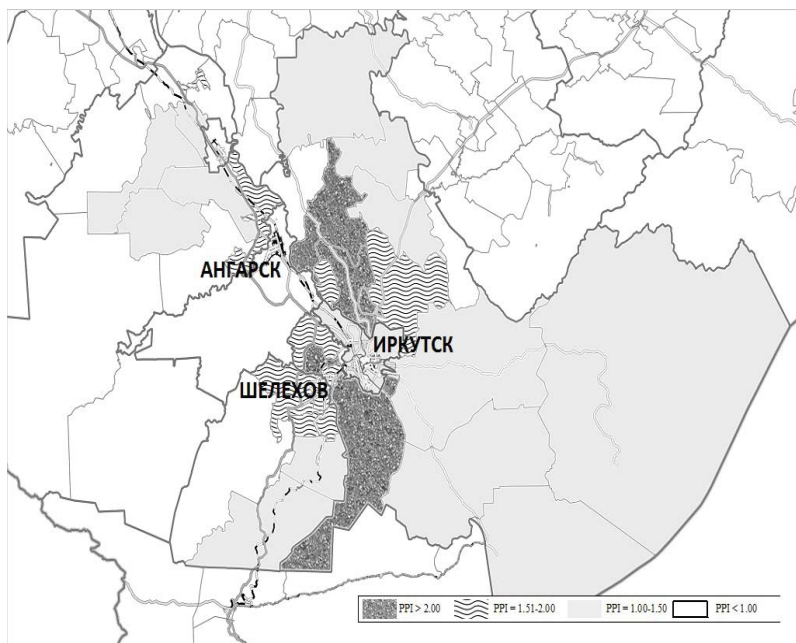 АНГАРСК
ИРКУТСК
ШЕЛЕХОВ
PPI > 2.00 PPI = 1.51-2.00 PPI = 1.00-1.50 PPI < 1.00